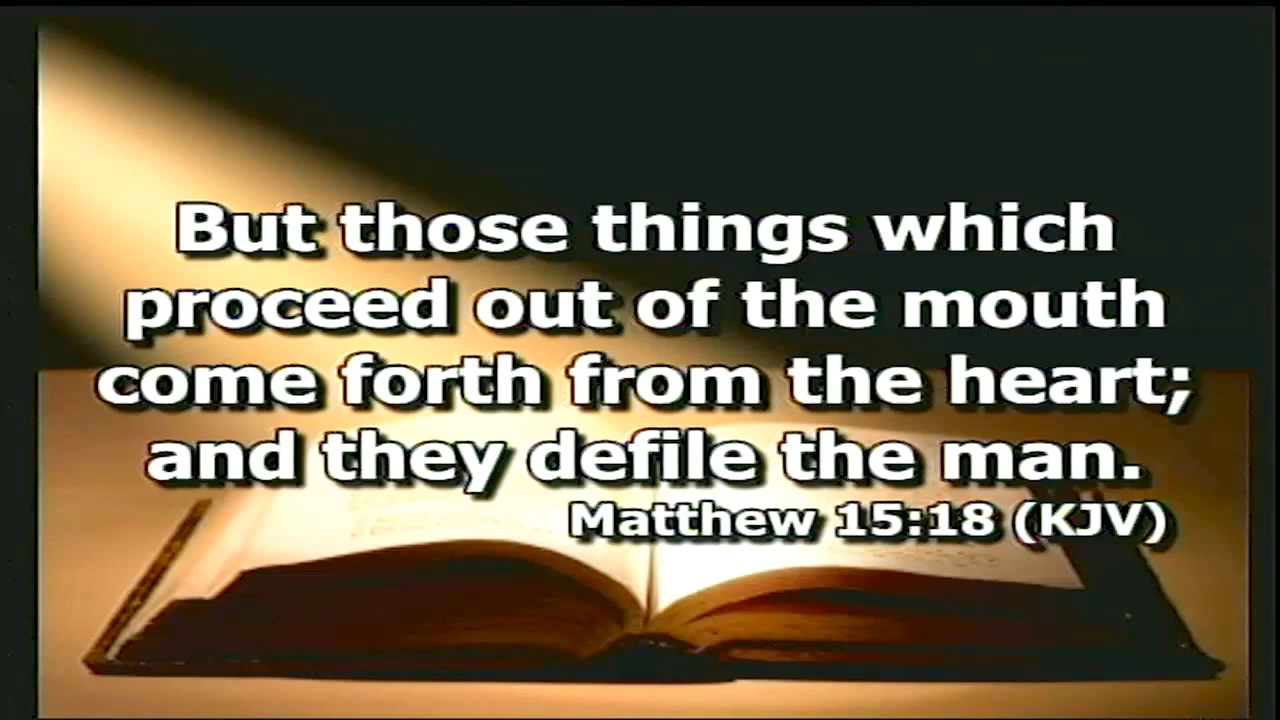 But those things which
proceed out of the mouth
come forth from the heart;
and they defile the man.
Matthew 15:18 (KJV)